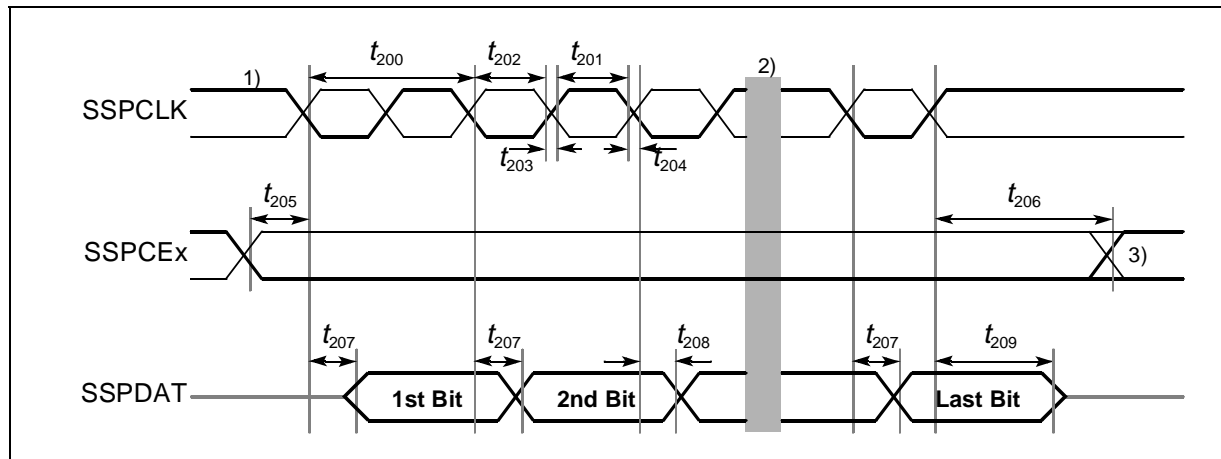 t200 t202 t201
1) 2)
SSPCLK
t203 t204
t205 t206
SSPCEx 3)
t207 t207 t208 t207 t209
SSPDAT 1st Bit 2nd Bit Last Bit